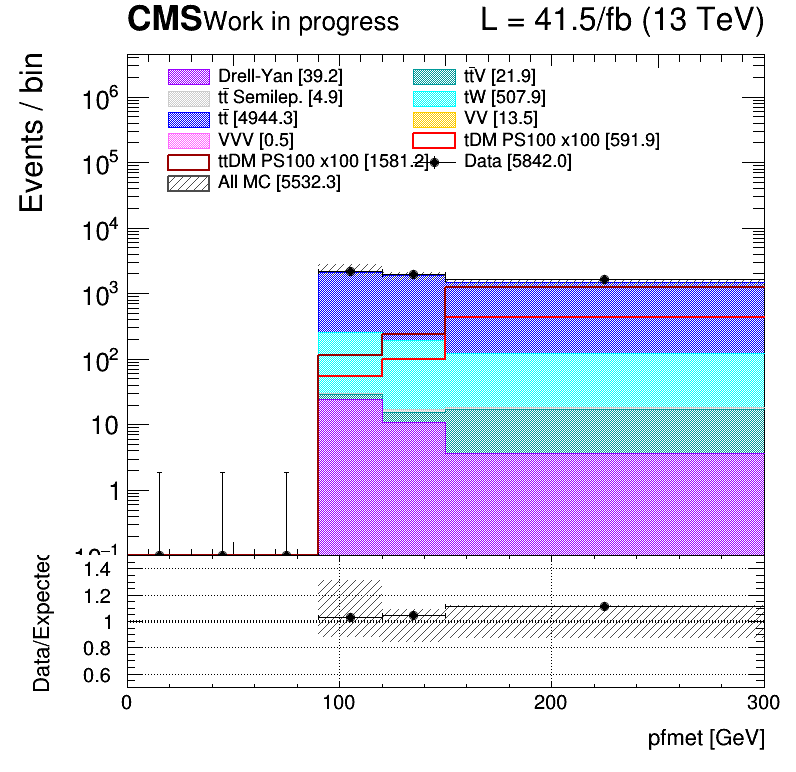 CMS Work in progress L = 41.5/fb (13 TeV)
Events / bin
Drell-Yan [39.2] tt̄V [21.9]
tt̄ Semilep. [4.9] tW [507.9]
tt̄ [4944.3] VV [13.5]
VVV [0.5] tDM PS100 x100 [591.9]
ttDM PS100 x100 [1581.2] Data [5842.0]
All MC [5532.3]
10⁶
10⁵
10⁴
10³
10²
10
1
10⁻¹
Data/Expected
1.4
1.2
1
0.8
0.6
0 100 200 300
pfmet [GeV]